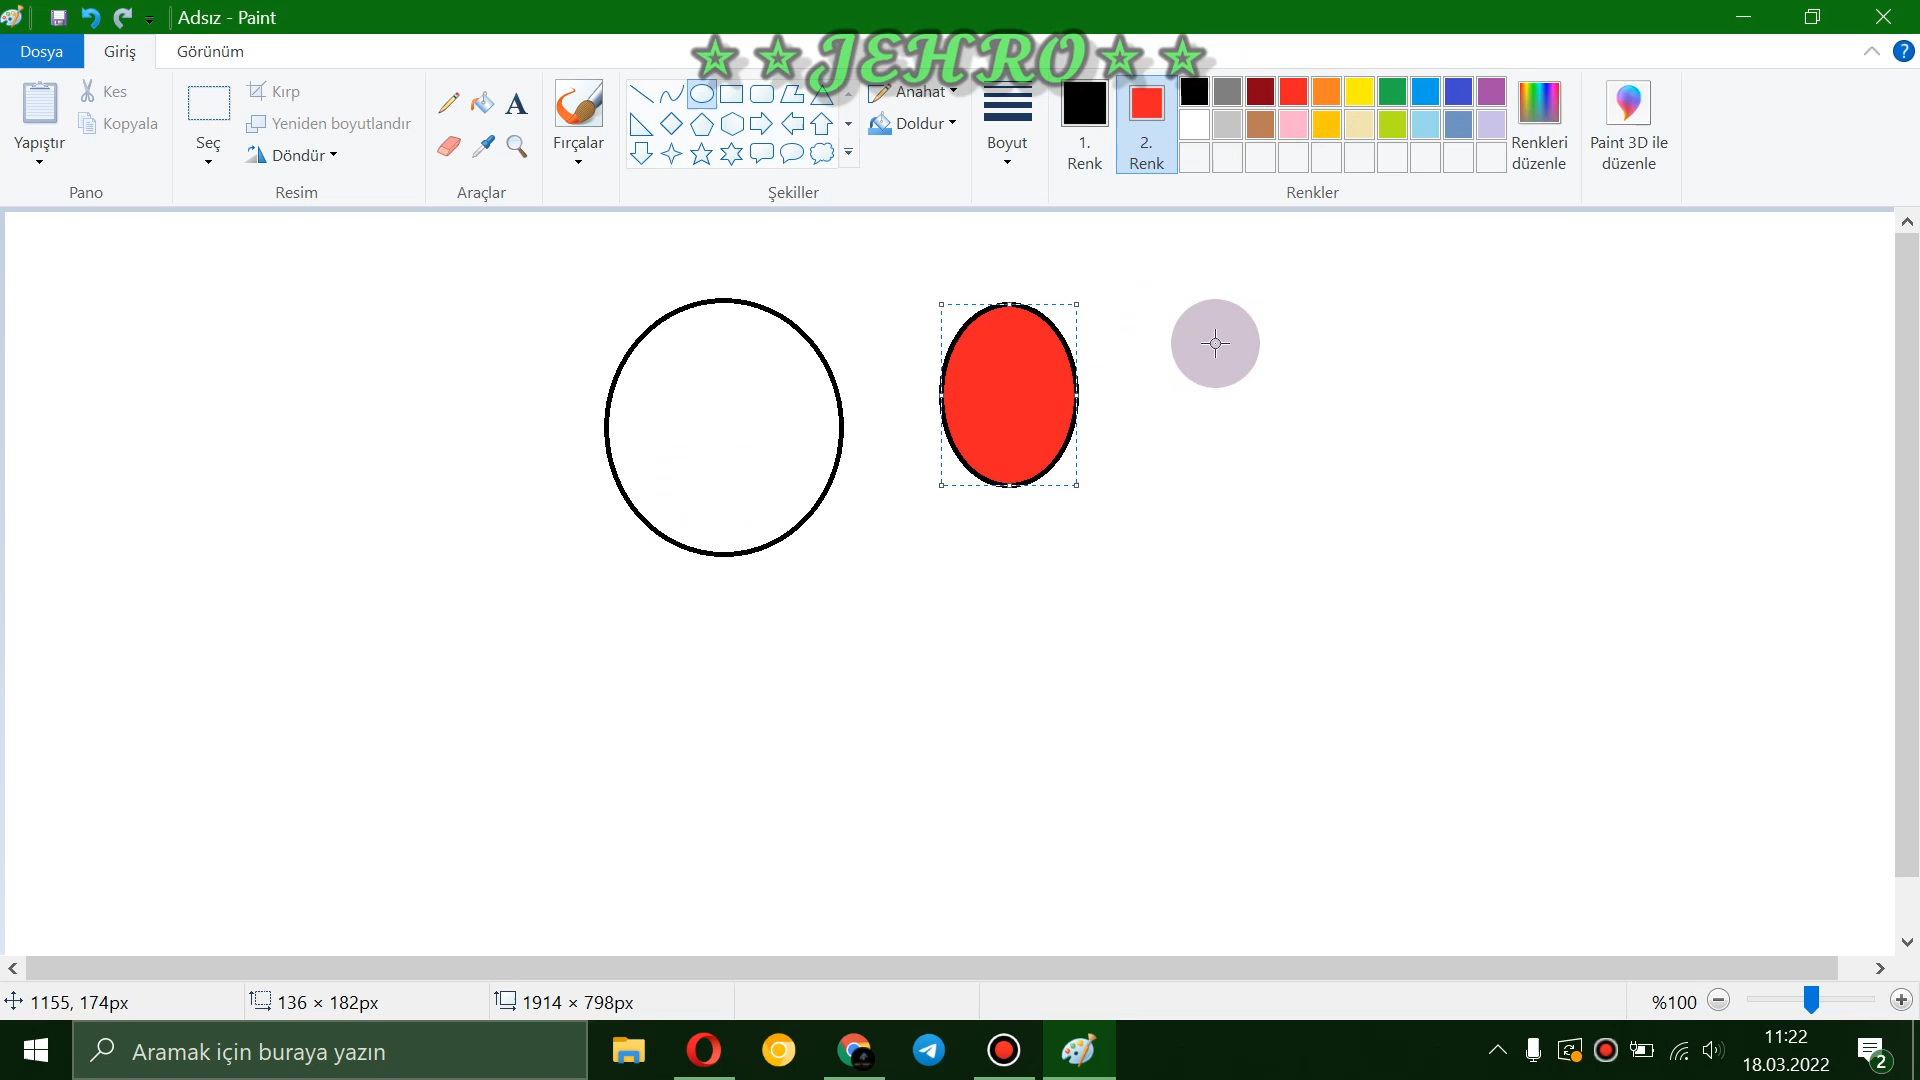 Adsız - Paint
Dosya Giriş Görünüm
☆ ☆ JEHRO ☆ ☆
?
Yapıştır
Kes
Kopyala
Pano
Seç
Kırp
Yeniden boyutlandır
Döndür
Resim
A
Araçlar
Fırçalar
Anahat
Doldur
Şekiller
Boyut
1.
Renk
2.
Renk
Renkleri
düzenle
Renkler
Paint 3D ile
düzenle
1155, 174px
136 × 182px
1914 × 798px
%100
Aramak için buraya yazın
11:22
18.03.2022
2